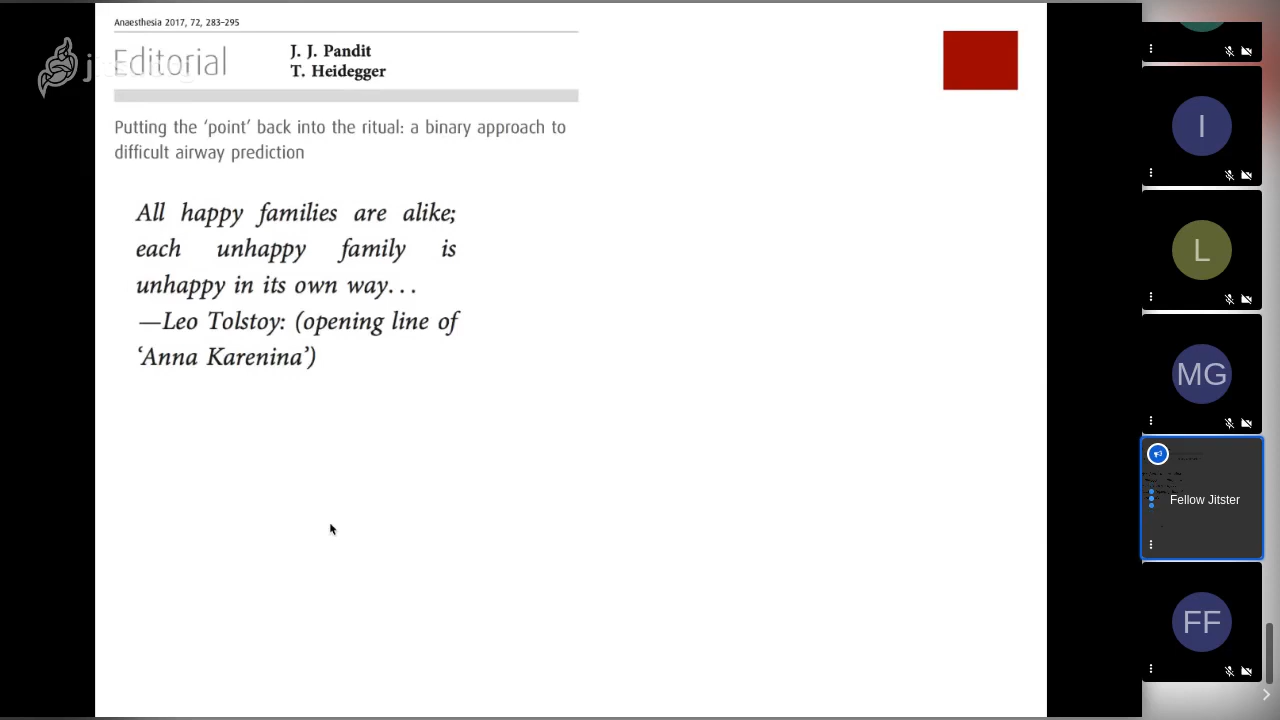 Anaesthesia 2017, 72, 283–295
Editorial
J. J. Pandit
T. Heidegger
Putting the ‘point’ back into the ritual: a binary approach to
difficult airway prediction
All happy families are alike;
each unhappy family is
unhappy in its own way...
—Leo Tolstoy: (opening line of
‘Anna Karenina’)
I
L
MG
Fellow Jitster
FF